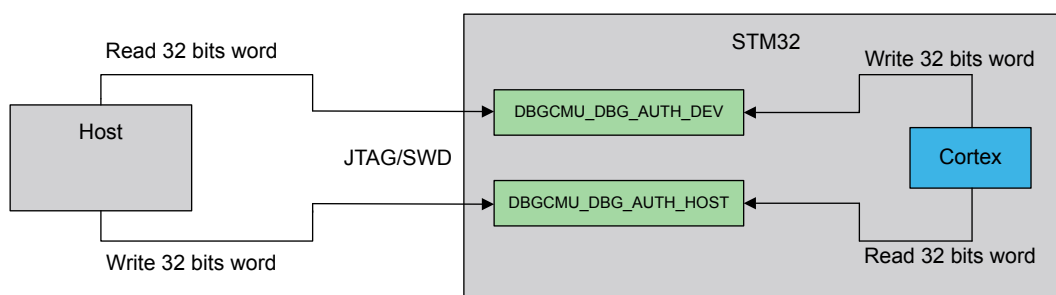 STM32
Read 32 bits word
Write 32 bits word
DBGCMU_DBG_AUTH_DEV
Host
JTAG/SWD
Cortex
DBGCMU_DBG_AUTH_HOST
Write 32 bits word
Read 32 bits word